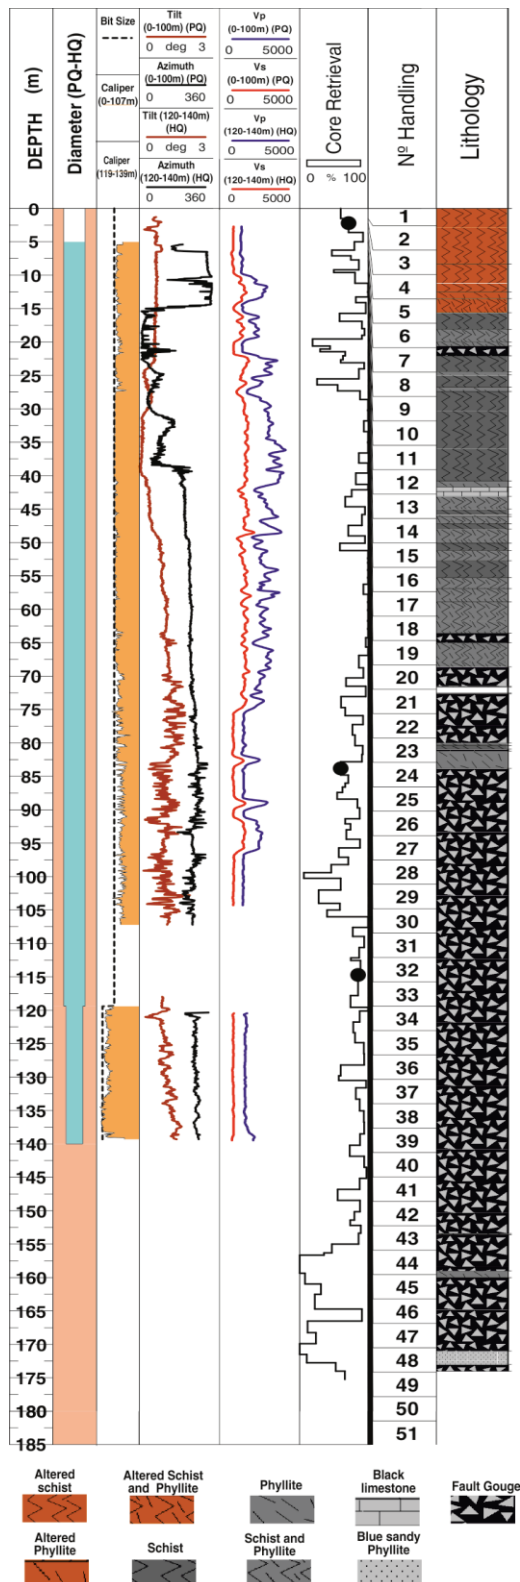 DEPTH (m)
Diameter (PQ-HQ)
Bit Size
Caliper
(0-107m)
Caliper
(119-139m)
Tilt
(0-100m) (PQ)
0 deg 3
Azimuth
(0-100m) (PQ)
0 360
Tilt (120-140m)
(HQ)
0 deg 3
Azimuth
(120-140m) (HQ)
0 360
Vp
(0-100m) (PQ)
0 5000
Vs
(0-100m) (PQ)
0 5000
Vp
(120-140m) (HQ)
0 5000
Vs
(120-140m) (HQ)
0 5000
Core Retrieval
0 % 100
Nº Handling
Lithology
0
5
10
15
20
25
30
35
40
45
50
55
60
65
70
75
80
85
90
95
100
105
110
115
120
125
130
135
140
145
150
155
160
165
170
175
180
185
1
2
3
4
5
6
7
8
9
10
11
12
13
14
15
16
17
18
19
20
21
22
23
24
25
26
27
28
29
30
31
32
33
34
35
36
37
38
39
40
41
42
43
44
45
46
47
48
49
50
51
Altered
schist
Altered Schist
and Phyllite
Phyllite
Black
limestone
Fault Gouge
Altered
Phyllite
Schist
Schist and
Phyllite
Blue sandy
Phyllite